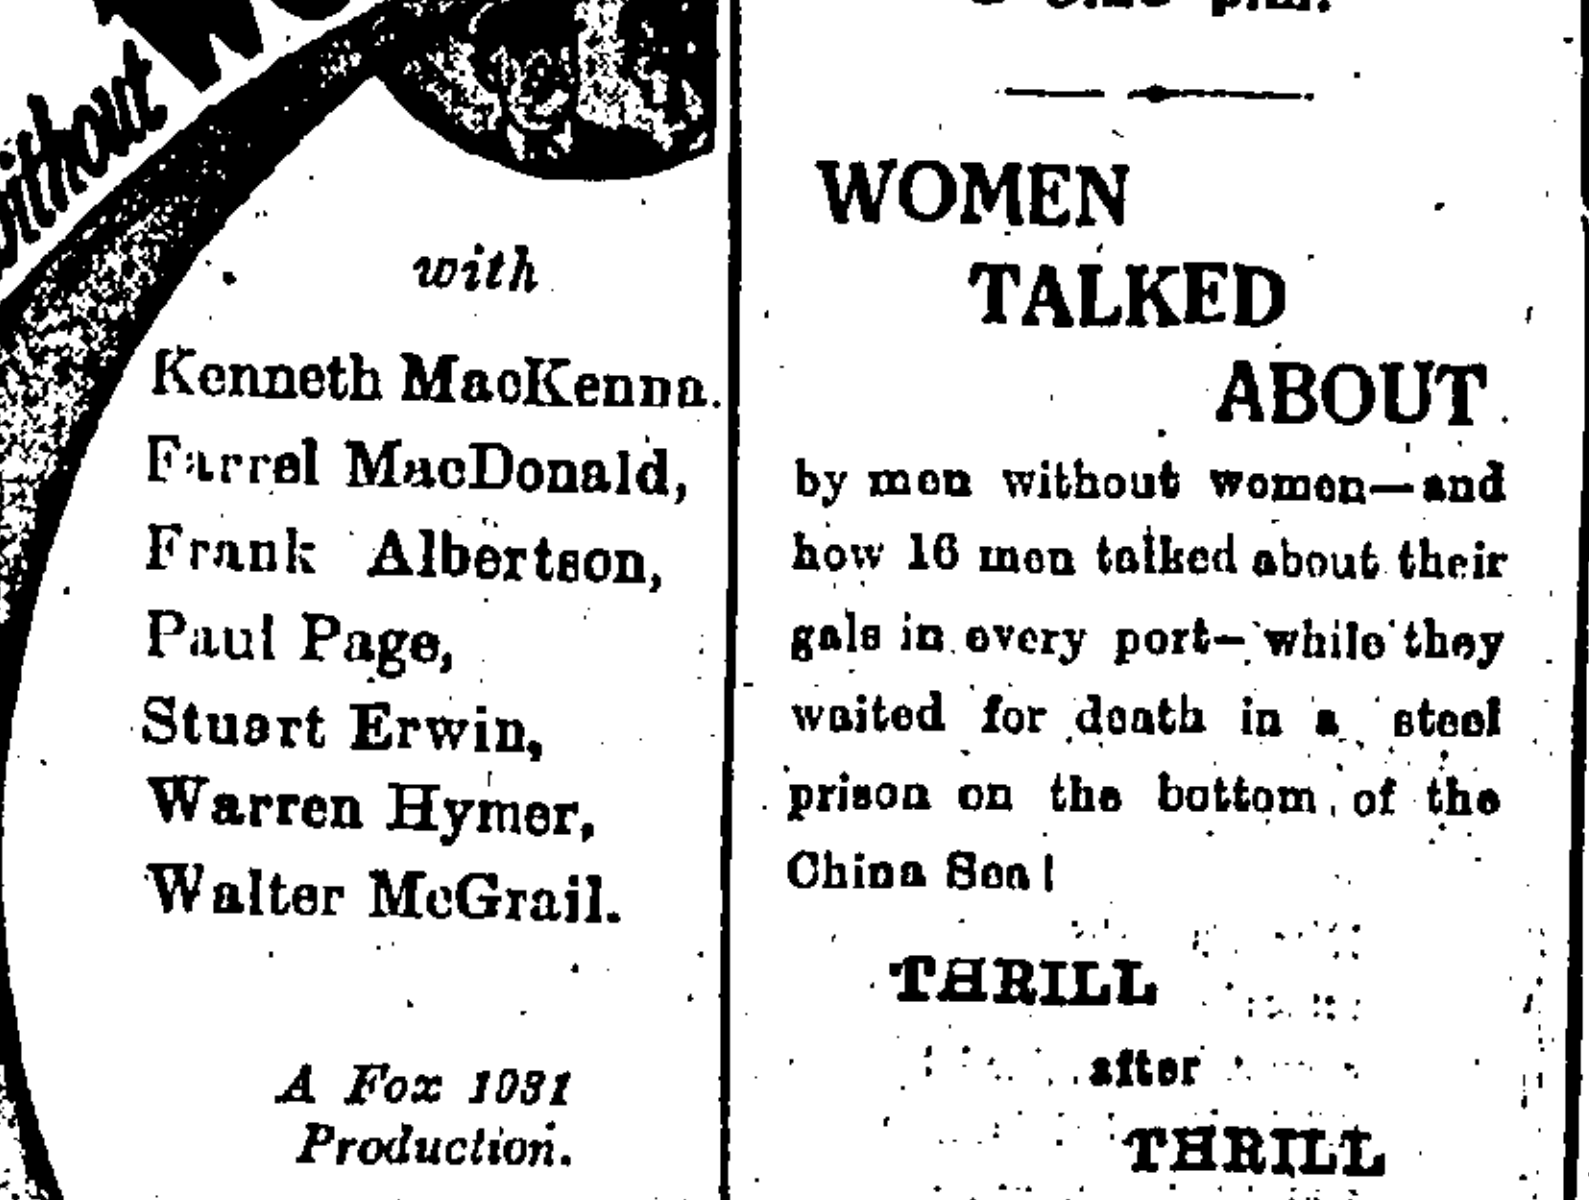 without
with
Kenneth MacKenna.
Farrel MacDonald,
Frank Albertson,
Paul Page,
Stuart Erwin,
Warren Hymer,
Walter McGrail.
A Fox 1931
Production.
p.m.
WOMEN
TALKED
ABOUT
by men without women—and
how 16 men talked about their
gals in every port—while they
waited for death in a steel
prison on the bottom of the
China Sea!
THRILL
after
THRILL